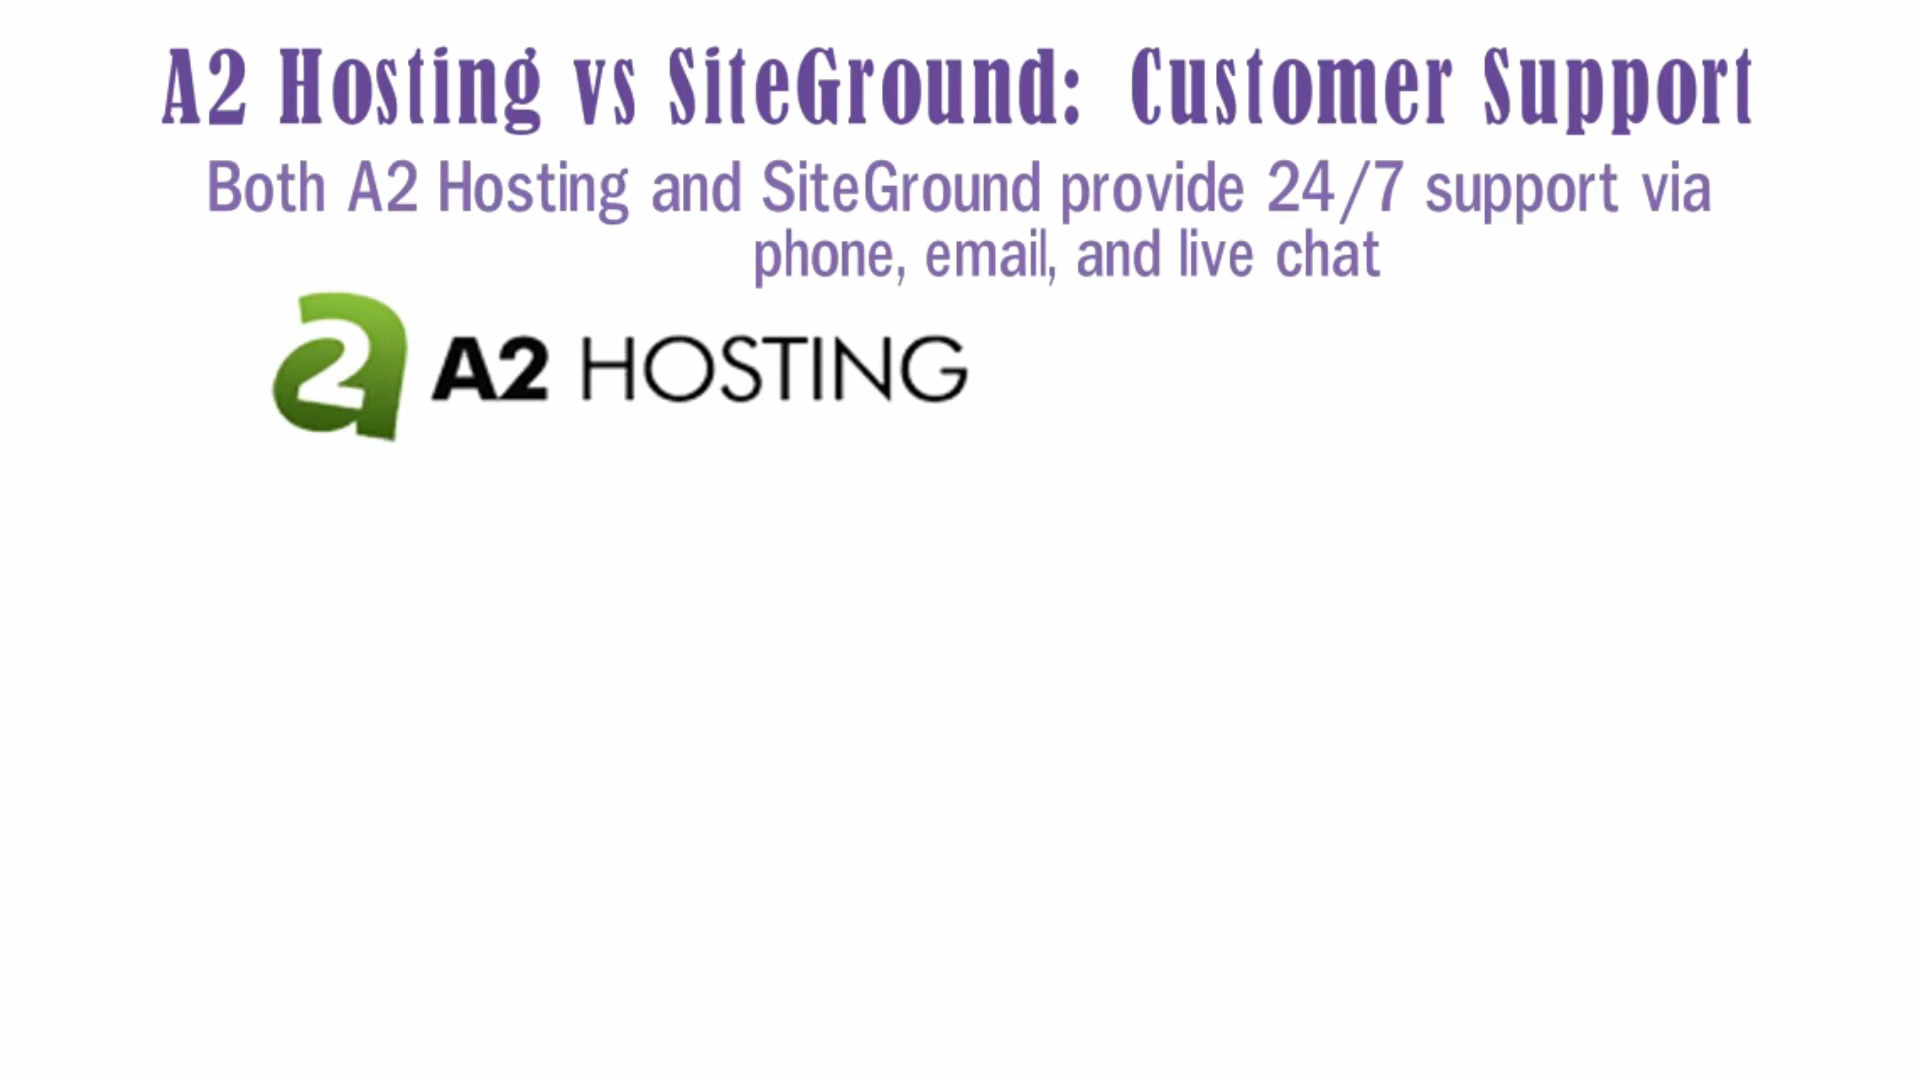 A2 Hosting vs SiteGround: Customer Support
Both A2 Hosting and SiteGround provide 24/7 support via
phone, email, and live chat
a2 A2 HOSTING